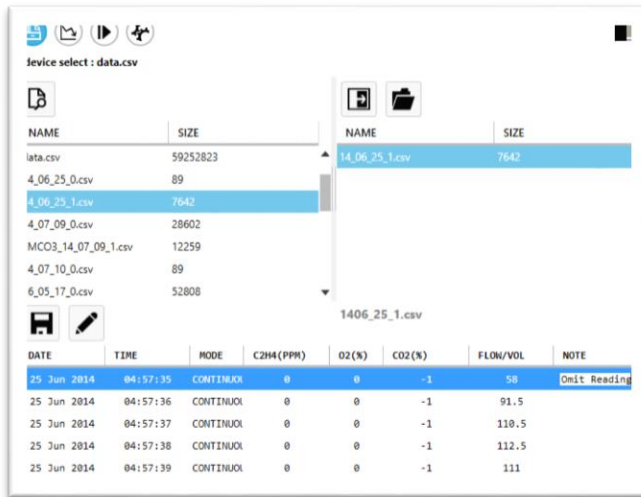 device select : data.csv
NAME SIZE
data.csv 59252823
4_06_25_0.csv 89
4_06_25_1.csv 7642
4_07_09_0.csv 28602
MCO3_14_07_09_1.csv 12259
4_07_10_0.csv 89
6_05_17_0.csv 52808
NAME SIZE
14_06_25_1.csv 7642
1406_25_1.csv
DATE TIME MODE C2H4(PPM) O2(%) CO2(%) FLOW/VOL NOTE
25 Jun 2014 04:57:35 CONTINUOU 0 0 -1 58 Omit Reading
25 Jun 2014 04:57:36 CONTINUOU 0 0 -1 91.5
25 Jun 2014 04:57:37 CONTINUOU 0 0 -1 110.5
25 Jun 2014 04:57:38 CONTINUOU 0 0 -1 112.5
25 Jun 2014 04:57:39 CONTINUOU 0 0 -1 111